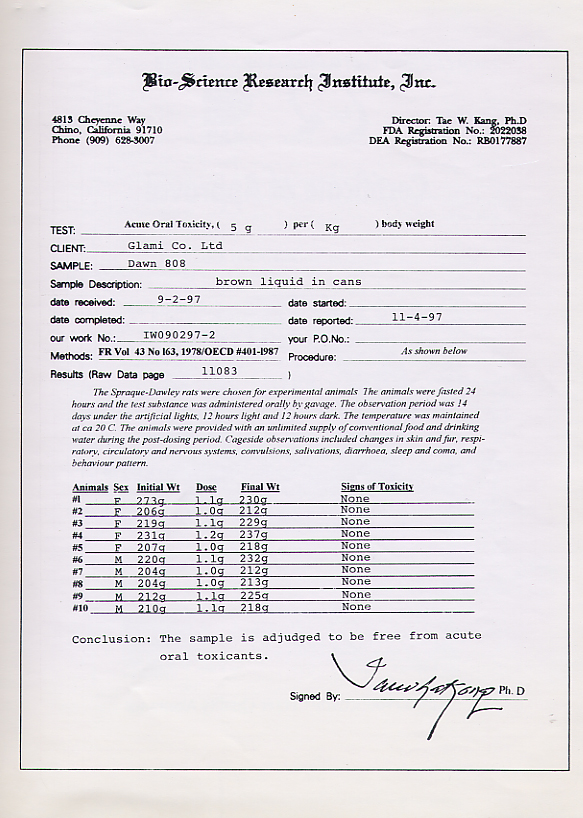 Bio-Science Research Institute, Inc.
4813 Cheyenne Way
Chino, California 91710
Phone (909) 628-3007
Director: Tae W. Kang, Ph.D
FDA Registration No.: 2022038
DEA Registration No.: RB0177887
TEST: Acute Oral Toxicity, ( 5 g ) per ( Kg ) body weight
CLIENT: Glami Co. Ltd
SAMPLE: Dawn 808
Sample Description: brown liquid in cans
date received: 9-2-97 date started:
date completed: date reported: 11-4-97
our work No.: IW090297-2 your P.O.No.:
Methods: FR Vol 43 No 163, 1978/OECD #401-1987 Procedure: As shown below
Results (Raw Data page 11083 )
The Spraque-Dawley rats were chosen for experimental animals The animals were fasted 24
hours and the test substance was administered orally by gavage. The observation period was 14
days under the artificial lights, 12 hours light and 12 hours dark. The temperature was maintained
at ca 20 C. The animals were provided with an unlimited supply of conventional food and drinking
water during the post-dosing period. Cageside observations included changes in skin and fur, respi-
ratory, circulatory and nervous systems, convulsions, salivations, diarrhoea, sleep and coma, and
behaviour pattern.
Animals Sex Initial Wt Dose Final Wt Signs of Toxicity
#1 F 273g 1.1g 230g None
#2 F 206g 1.0g 212g None
#3 F 219g 1.1g 229g None
#4 F 231g 1.2g 237g None
#5 F 207g 1.0g 218g None
#6 M 220g 1.1g 232g None
#7 M 204g 1.0g 212g None
#8 M 204g 1.0g 213g None
#9 M 212g 1.1g 225g None
#10 M 210g 1.1g 218g None
Conclusion: The sample is adjudged to be free from acute
oral toxicants.
Signed By: Ph. D